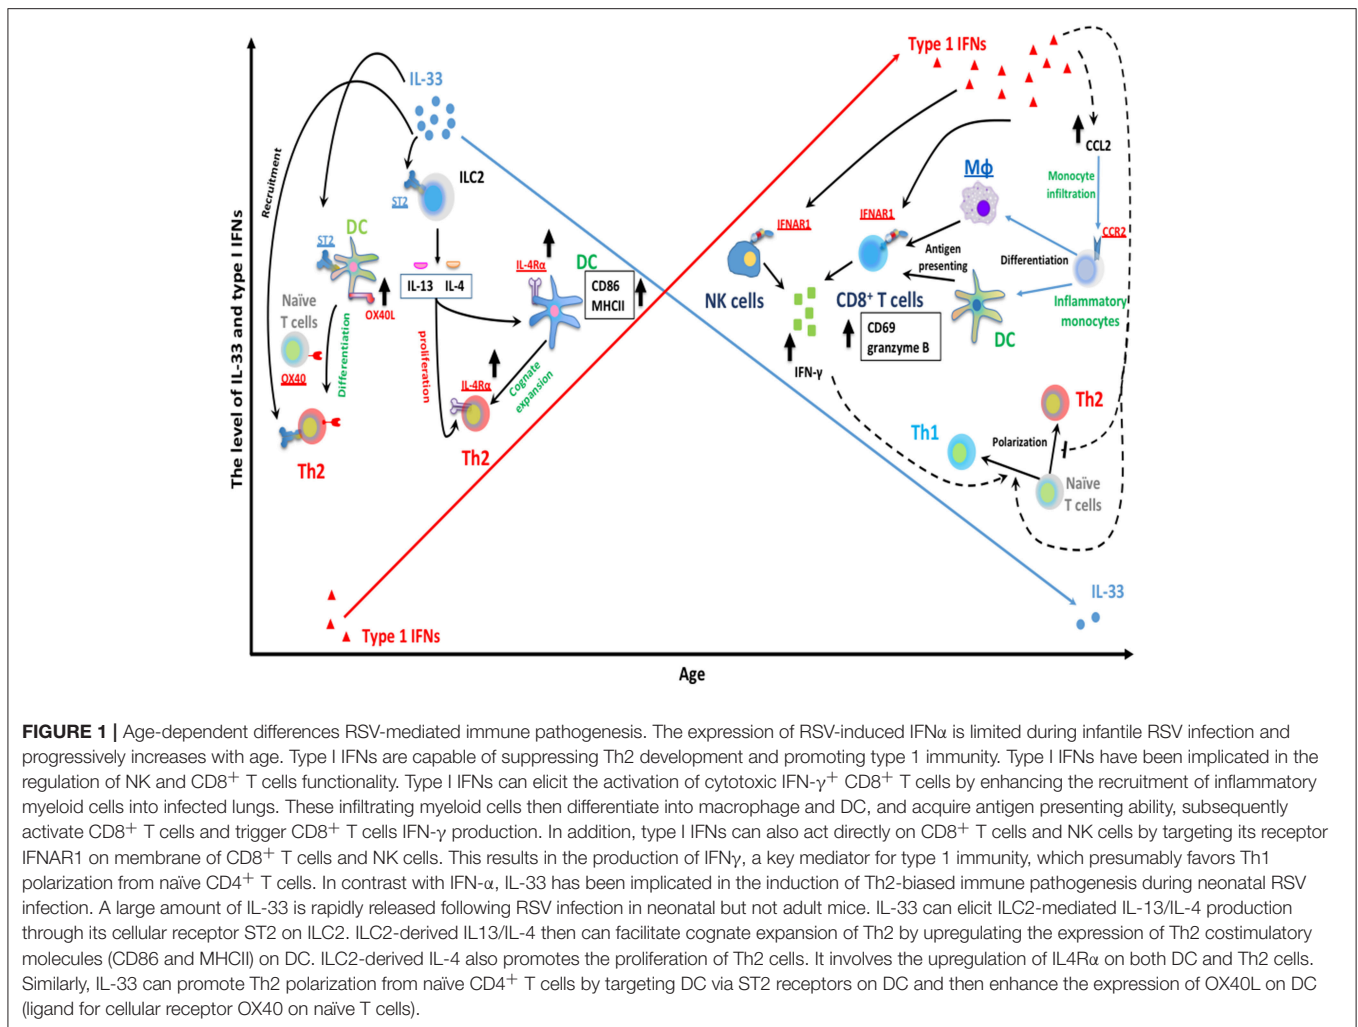 The level of IL-33 and type I IFNs
IL-33
Recruitment
ILC2
ST2
DC
ST2
OX40L
Naïve
T cells
OX40
Differentiation
Th2
IL-13 IL-4
proliferation
IL-4Rα
DC
CD86
MHCII
IL-4Rα
Cognate
expansion
Th2
Type 1 IFNs
Type 1 IFNs
CCL2
Monocyte
infiltration
Mϕ
CCR2
IFNAR1
IFNAR1
Antigen
presenting
Differentiation
NK cells
CD8+ T cells
Inflammatory
monocytes
CD69
granzyme B
DC
IFN-γ
Th2
Th1
Polarization
Naïve
T cells
IL-33
Age
FIGURE 1 | Age-dependent differences RSV-mediated immune pathogenesis. The expression of RSV-induced IFNα is limited during infantile RSV infection and
progressively increases with age. Type I IFNs are capable of suppressing Th2 development and promoting type 1 immunity. Type I IFNs have been implicated in the
regulation of NK and CD8+ T cells functionality. Type I IFNs can elicit the activation of cytotoxic IFN-γ+ CD8+ T cells by enhancing the recruitment of inflammatory
myeloid cells into infected lungs. These infiltrating myeloid cells then differentiate into macrophage and DC, and acquire antigen presenting ability, subsequently
activate CD8+ T cells and trigger CD8+ T cells IFN-γ production. In addition, type I IFNs can also act directly on CD8+ T cells and NK cells by targeting its receptor
IFNAR1 on membrane of CD8+ T cells and NK cells. This results in the production of IFNγ, a key mediator for type 1 immunity, which presumably favors Th1
polarization from naïve CD4+ T cells. In contrast with IFN-α, IL-33 has been implicated in the induction of Th2-biased immune pathogenesis during neonatal RSV
infection. A large amount of IL-33 is rapidly released following RSV infection in neonatal but not adult mice. IL-33 can elicit ILC2-mediated IL-13/IL-4 production
through its cellular receptor ST2 on ILC2. ILC2-derived IL13/IL-4 then can facilitate cognate expansion of Th2 by upregulating the expression of Th2 costimulatory
molecules (CD86 and MHCII) on DC. ILC2-derived IL-4 also promotes the proliferation of Th2 cells. It involves the upregulation of IL4Rα on both DC and Th2 cells.
Similarly, IL-33 can promote Th2 polarization from naïve CD4+ T cells by targeting DC via ST2 receptors on DC and then enhance the expression of OX40L on DC
(ligand for cellular receptor OX40 on naïve T cells).